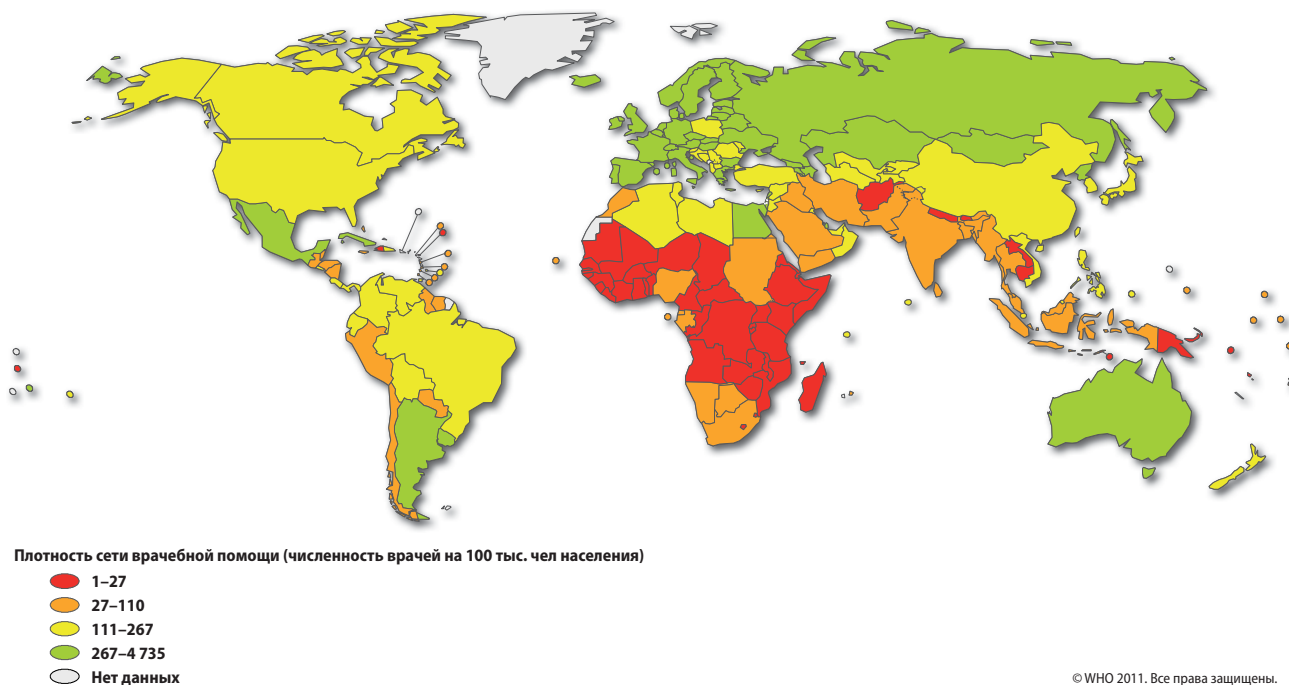 Плотность сети врачебной помощи (численность врачей на 100 тыс. чел населения)
1–27
27–110
111–267
267–4 735
Нет данных
© WHO 2011. Все права защищены.